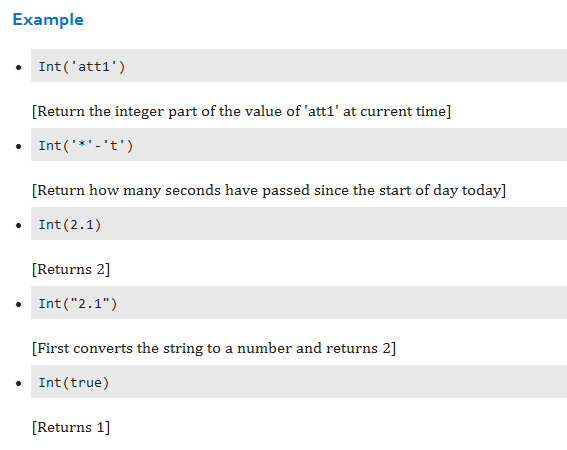 Example
• Int('att1')
[Return the integer part of the value of 'att1' at current time]
• Int('*'-'t')
[Return how many seconds have passed since the start of day today]
• Int(2.1)
[Returns 2]
• Int("2.1")
[First converts the string to a number and returns 2]
• Int(true)
[Returns 1]